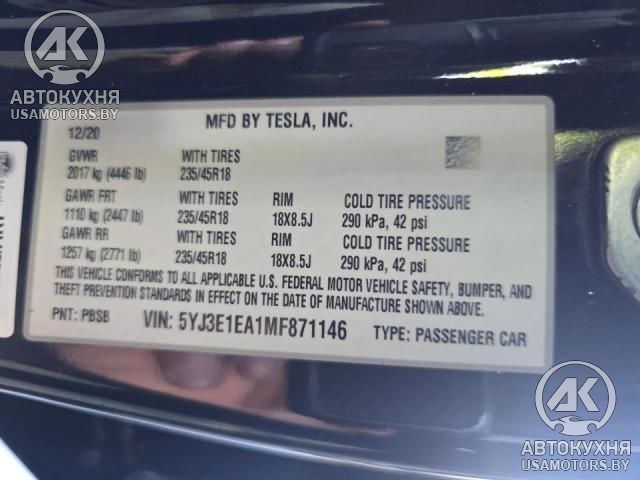 АК
АВТОКУХНЯ
USAMOTORS.BY
MFD BY TESLA, INC.
12/20
GVWR WITH TIRES
2017 kg (4446 lb) 235/45R18
GAWR FRT WITH TIRES RIM COLD TIRE PRESSURE
1110 kg (2447 lb) 235/45R18 18X8.5J 290 kPa, 42 psi
GAWR RR WITH TIRES RIM COLD TIRE PRESSURE
1257 kg (2771 lb) 235/45R18 18X8.5J 290 kPa, 42 psi
THIS VEHICLE CONFORMS TO ALL APPLICABLE U.S. FEDERAL MOTOR VEHICLE SAFETY, BUMPER, AND
THEFT PREVENTION STANDARDS IN EFFECT ON THE DATE OF MANUFACTURE SHOWN ABOVE.
PNT: PBSB VIN: 5YJ3E1EA1MF871146 TYPE: PASSENGER CAR
АК
АВТОКУХНЯ
USAMOTORS.BY